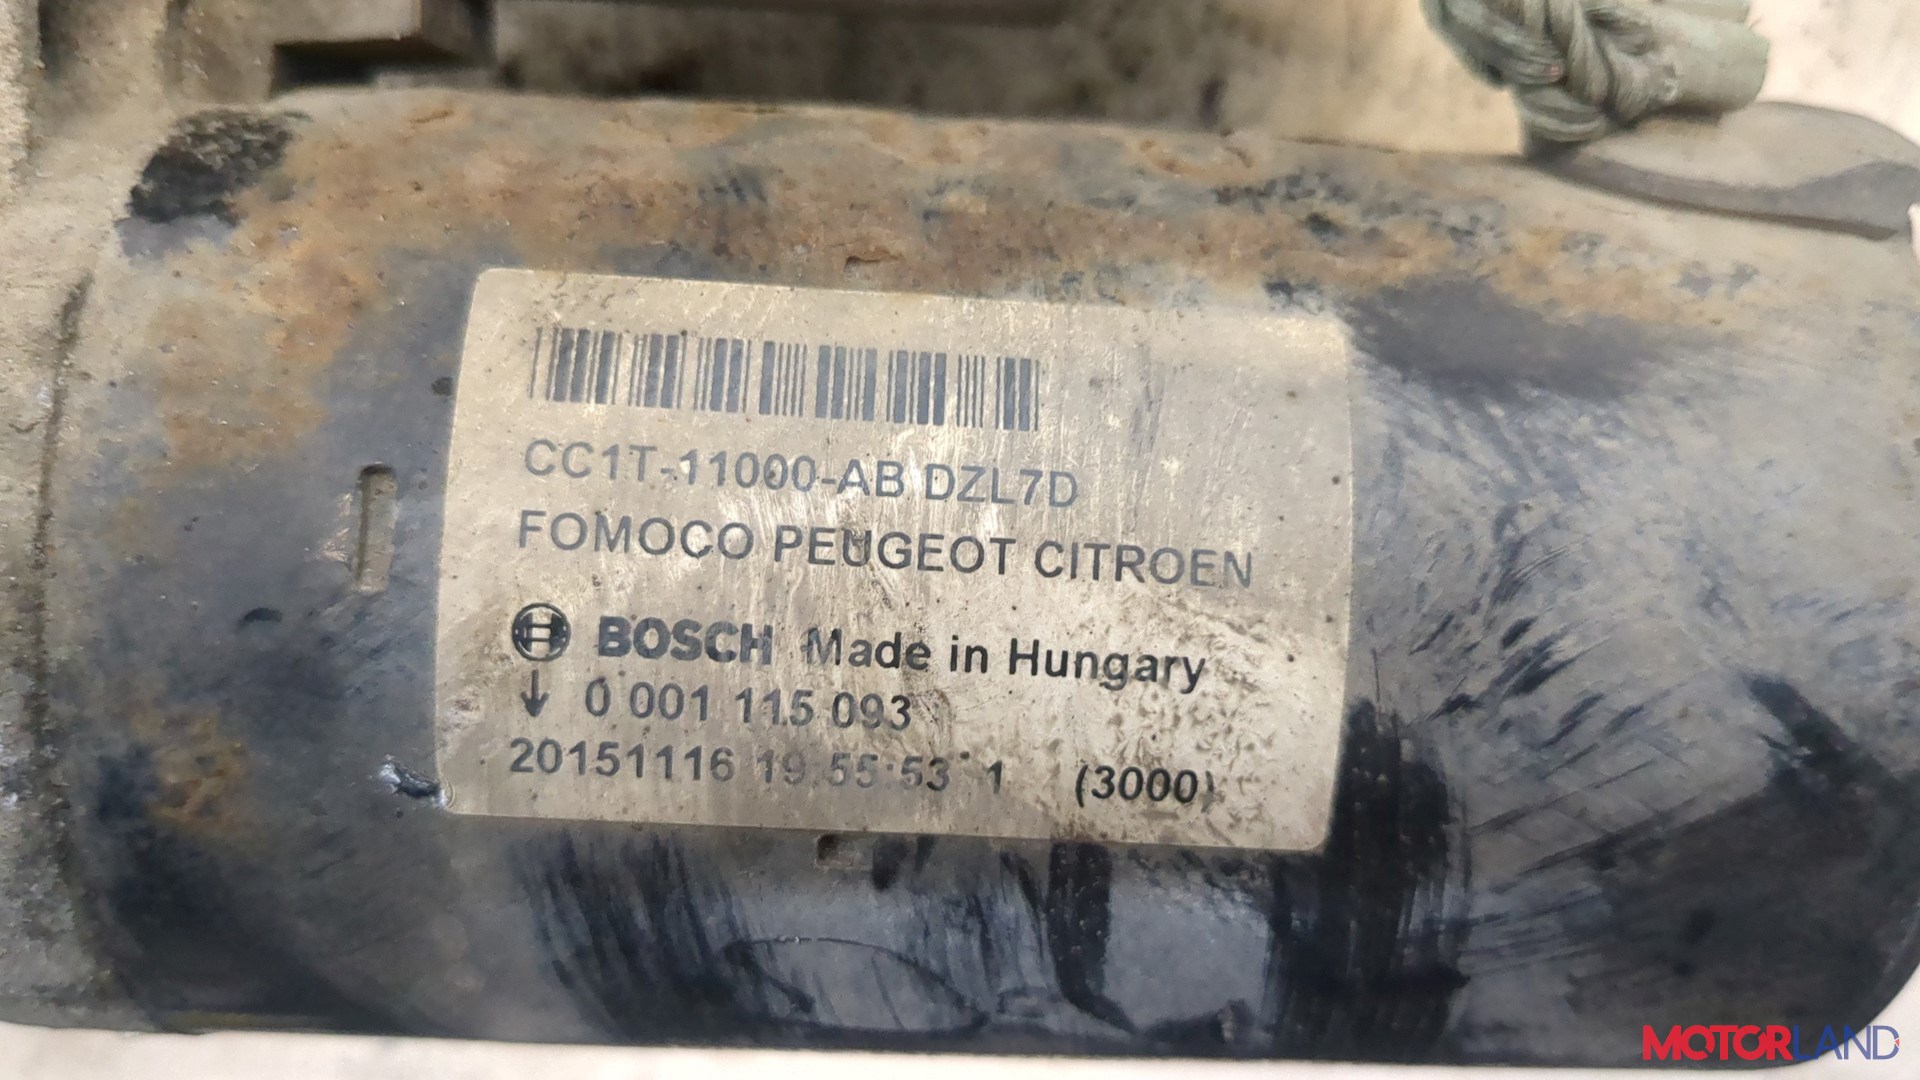 CC1T-11000-AB DZL7D
FOMOCO PEUGEOT CITROEN
BOSCH Made in Hungary
↓ 0 001 115 093
20151116 19:55:53 1 (3000)
MOTORLAND